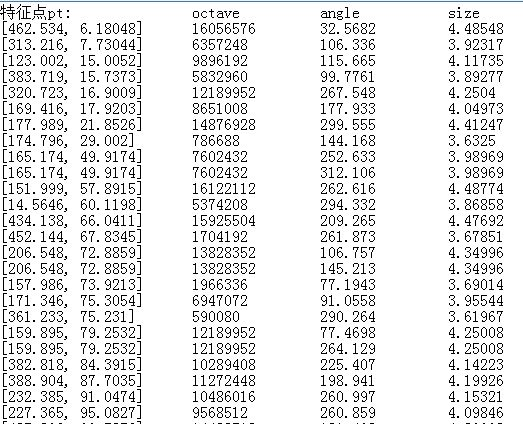 特征点pt: octave angle size
[462.534, 6.18048] 16056576 32.5682 4.48548
[313.216, 7.73044] 6357248 106.336 3.92317
[123.002, 15.0052] 9896192 115.665 4.11735
[383.719, 15.7373] 5832960 99.7761 3.89277
[320.723, 16.9009] 12189952 267.548 4.2504
[169.416, 17.9203] 8651008 177.933 4.04973
[177.989, 21.8526] 14876928 299.555 4.41247
[174.796, 29.002] 786688 144.168 3.6325
[165.174, 49.9174] 7602432 252.633 3.98969
[165.174, 49.9174] 7602432 312.106 3.98969
[151.999, 57.8915] 16122112 262.616 4.48774
[14.5646, 60.1198] 5374208 294.332 3.86858
[434.138, 66.0411] 15925504 209.265 4.47692
[452.144, 67.8345] 1704192 261.873 3.67851
[206.548, 72.8859] 13828352 106.757 4.34996
[206.548, 72.8859] 13828352 145.213 4.34996
[157.986, 73.9213] 1966336 77.1943 3.69014
[171.346, 75.3054] 6947072 91.0558 3.95544
[361.233, 75.231] 590080 290.264 3.61967
[159.895, 79.2532] 12189952 77.4698 4.25008
[159.895, 79.2532] 12189952 264.129 4.25008
[382.818, 84.3915] 10289408 225.407 4.14223
[388.904, 87.7035] 11272448 198.941 4.19926
[232.385, 91.0474] 10486016 260.997 4.15321
[227.365, 95.0827] 9568512 260.859 4.09846